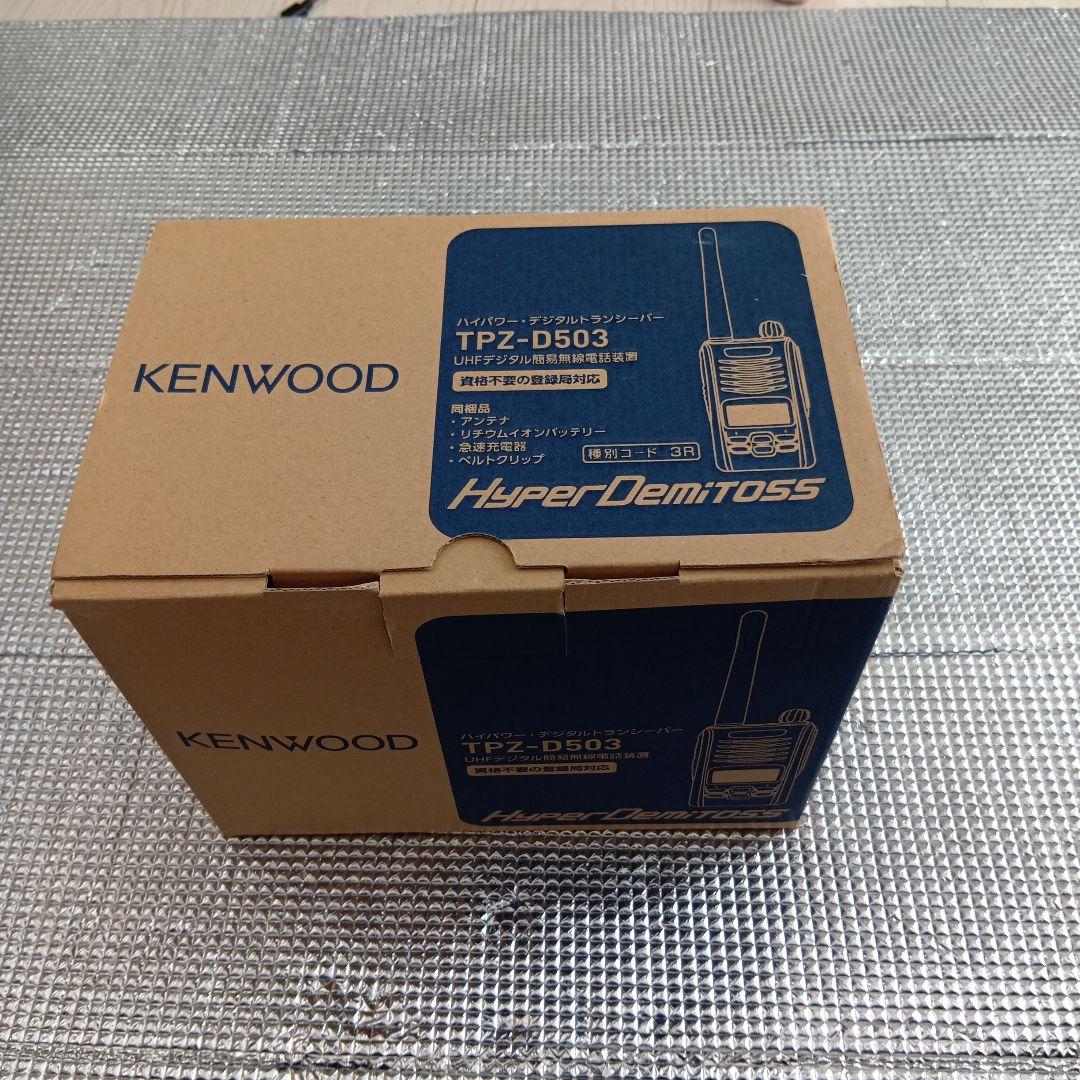 KENWOOD
ハイパワー・デジタルトランシーバー
TPZ-D503
UHFデジタル簡易無線電話装置
資格不要の登録局対応
同梱品
・アンテナ
・リチウムイオンバッテリー
・急速充電器
・ベルトクリップ
種別コード 3R
HyperDemiToss
KENWOOD
ハイパワー・デジタルトランシーバー
TPZ-D503
UHFデジタル簡易無線電話装置
資格不要の登録局対応
HyperDemiToss